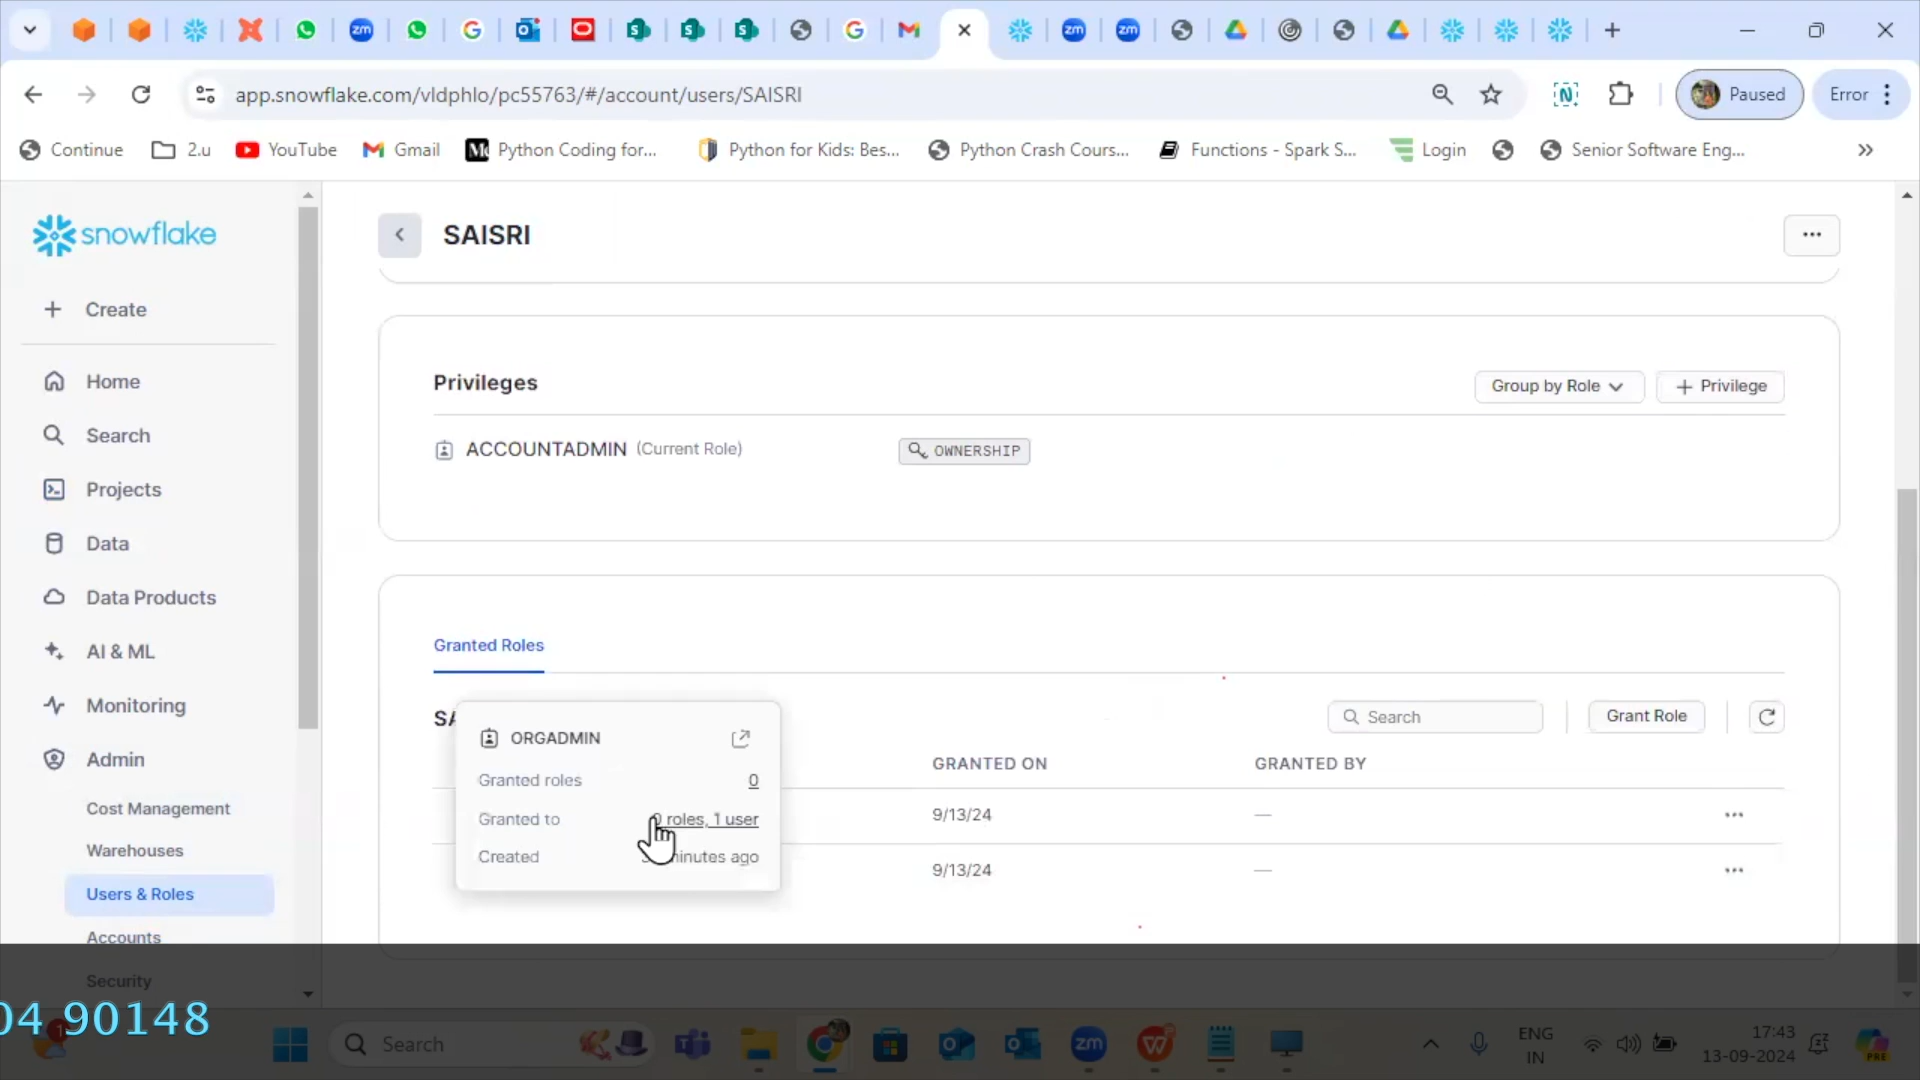 app.snowflake.com/vldphlo/pc55763/#/account/users/SAISRI
Paused
Error
Continue
2.u
YouTube
Gmail
Python Coding for...
Python for Kids: Bes...
Python Crash Cours...
Functions - Spark S...
Login
Senior Software Eng...
snowflake
SAISRI
Create
Home
Search
Projects
Data
Data Products
AI & ML
Monitoring
Admin
Cost Management
Warehouses
Users & Roles
Accounts
Security
Privileges
Group by Role
Privilege
ACCOUNTADMIN (Current Role)
OWNERSHIP
Granted Roles
Search
Grant Role
ORGADMIN
Granted roles 0
Granted to 0 roles, 1 user
Created minutes ago
GRANTED ON GRANTED BY
9/13/24 —
9/13/24 —
04 90148
Search
ENG
IN
17:43
13-09-2024